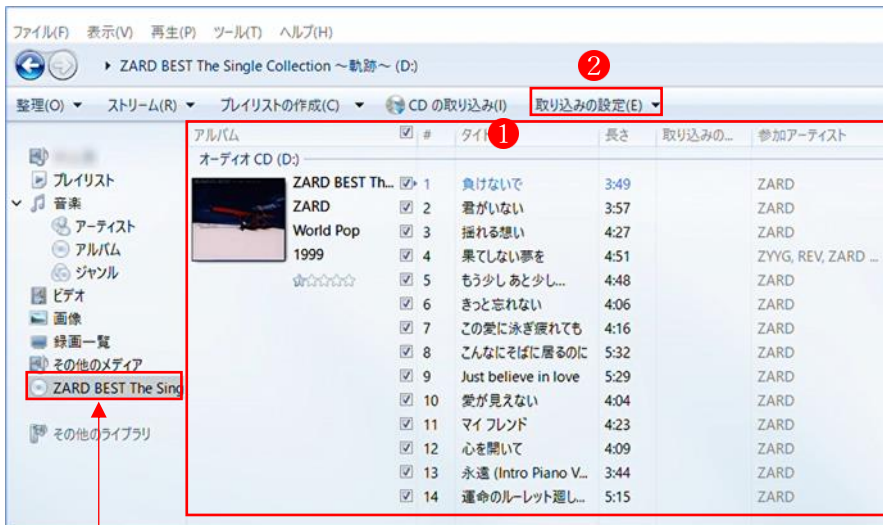 ファイル(F) 表示(V) 再生(P) ツール(T) ヘルプ(H)
ZARD BEST The Single Collection ～軌跡～ (D:)
2
整理(O) ストリーム(R) プレイリストの作成(C) CD の取り込み(I) 取り込みの設定(E)
1
アルバム # タイト 長さ 取り込みの... 参加アーティスト
オーディオ CD (D:)
プレイリスト ZARD BEST Th... 1 負けないで 3:49 ZARD
音楽 ZARD 2 君がいない 3:57 ZARD
アーティスト World Pop 3 揺れる想い 4:27 ZARD
アルバム 1999 4 果てしない夢を 4:51 ZYYG, REV, ZARD ...
ジャンル 5 もう少し あと少し... 4:48 ZARD
ビデオ 6 きっと忘れない 4:06 ZARD
画像 7 この愛に泳ぎ疲れても 4:16 ZARD
録画一覧 8 こんなにそばに居るのに 5:32 ZARD
その他のメディア 9 Just believe in love 5:29 ZARD
ZARD BEST The Sing 10 愛が見えない 4:04 ZARD
11 マイ フレンド 4:23 ZARD
その他のライブラリ 12 心を開いて 4:09 ZARD
13 永遠 (Intro Piano V... 3:44 ZARD
14 運命のルーレット廻し... 5:15 ZARD